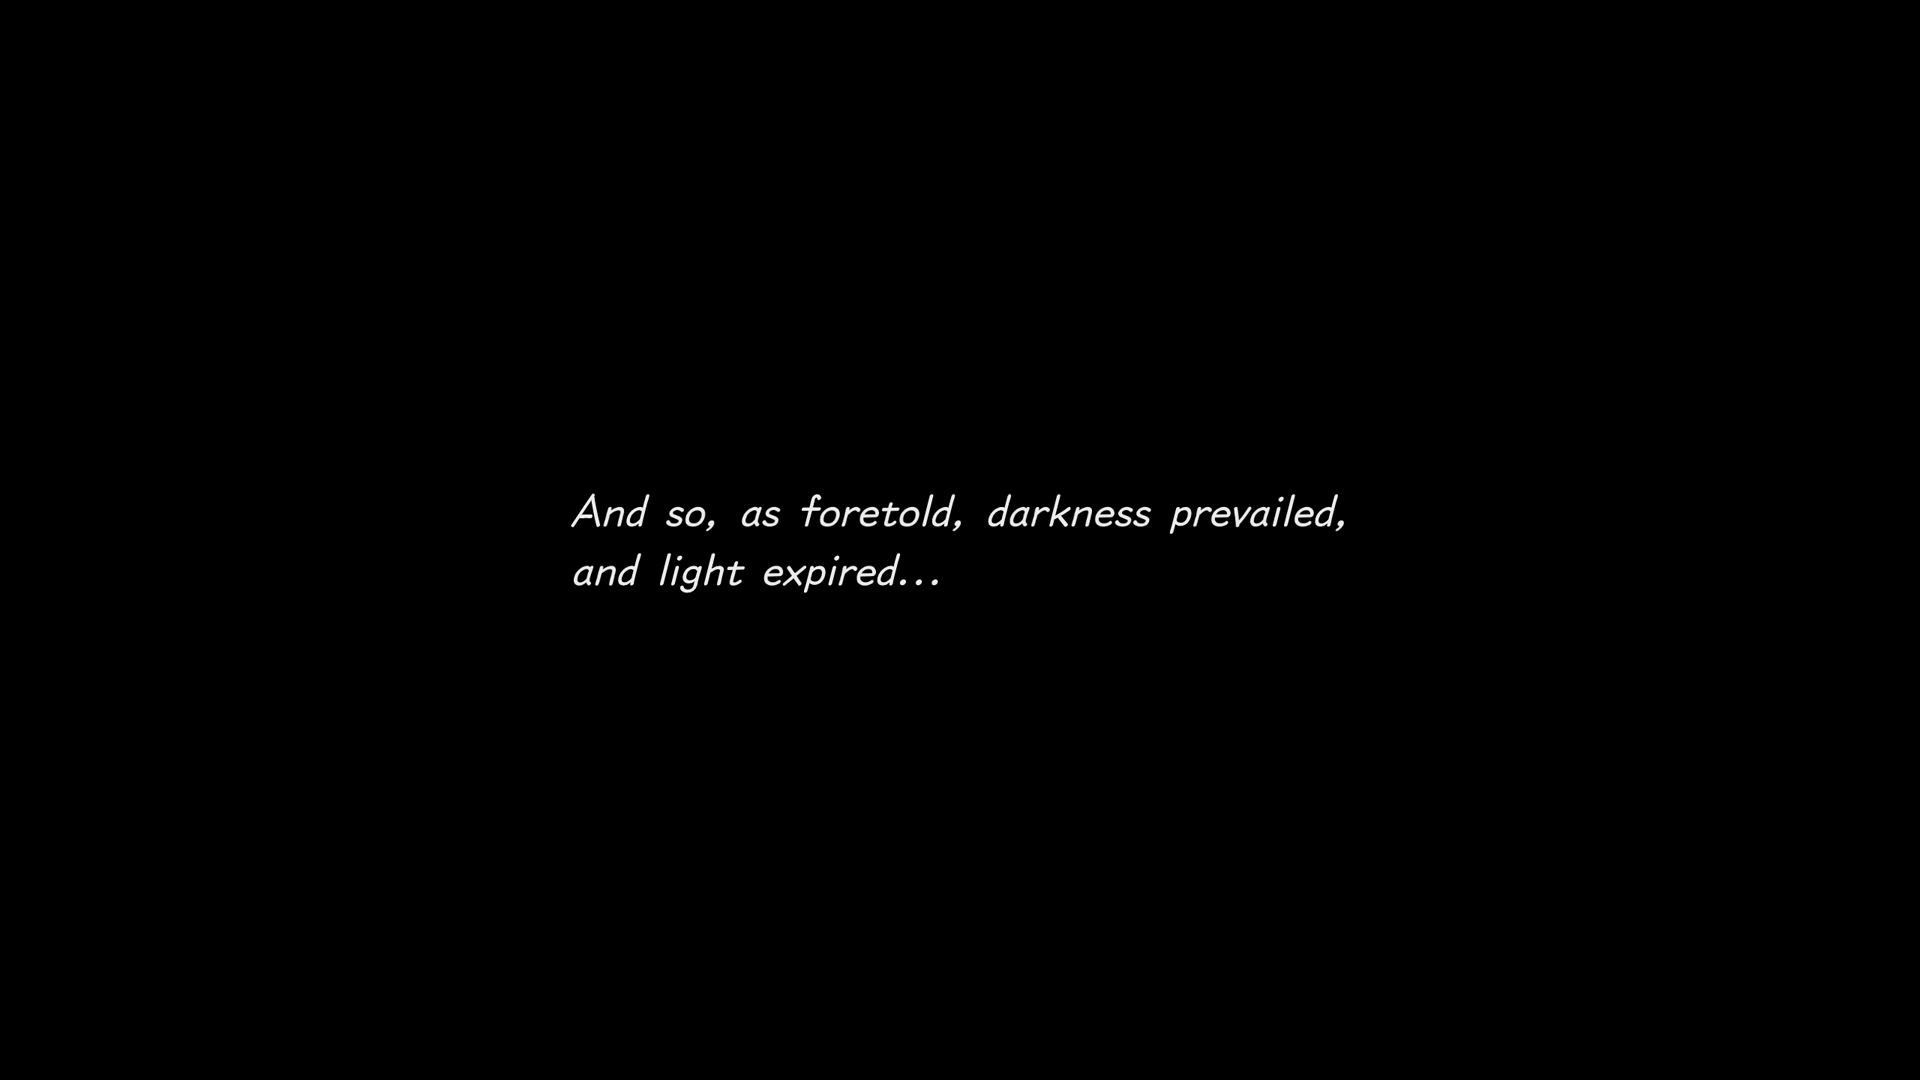 And so, as foretold, darkness prevailed,
and light expired...